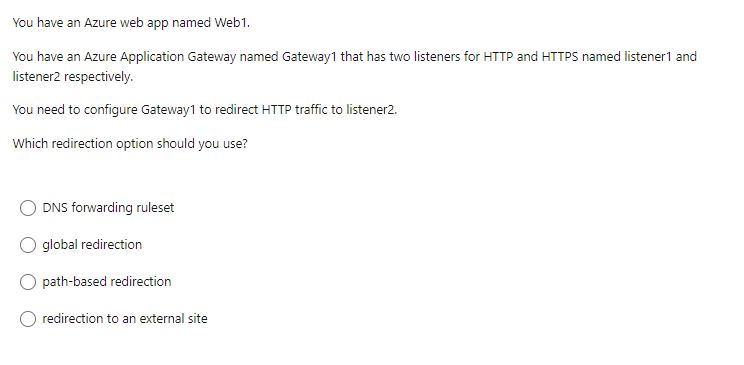 You have an Azure web app named Web1.
You have an Azure Application Gateway named Gateway1 that has two listeners for HTTP and HTTPS named listener1 and
listener2 respectively.
You need to configure Gateway1 to redirect HTTP traffic to listener2.
Which redirection option should you use?
DNS forwarding ruleset
global redirection
path-based redirection
redirection to an external site